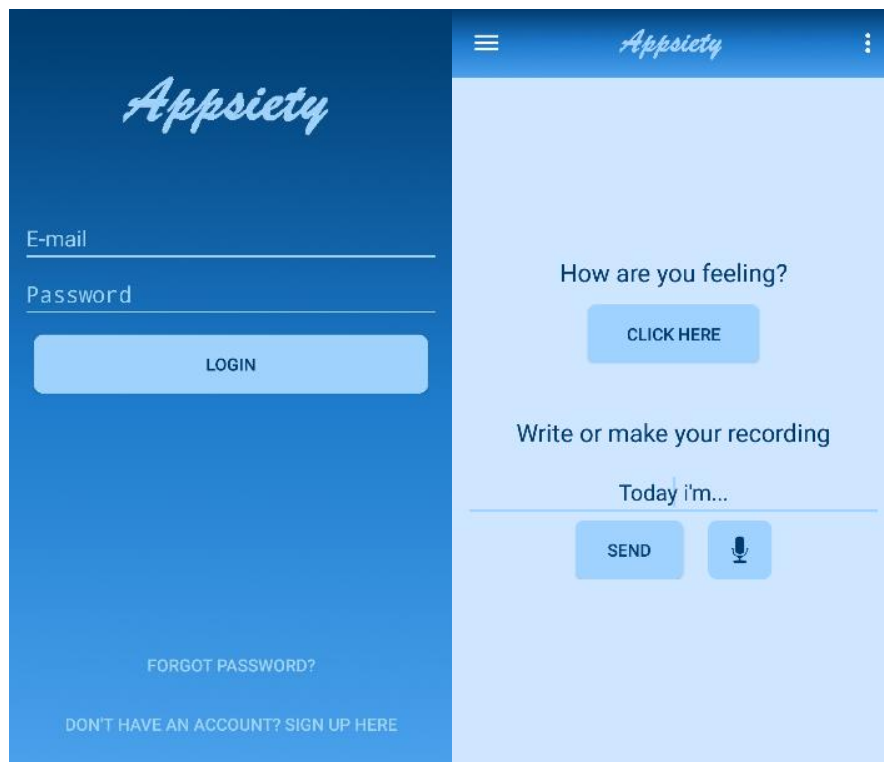 Appsiety
E-mail
Password
LOGIN
FORGOT PASSWORD?
DON'T HAVE AN ACCOUNT? SIGN UP HERE
Appsiety
How are you feeling?
CLICK HERE
Write or make your recording
Today i'm...
SEND